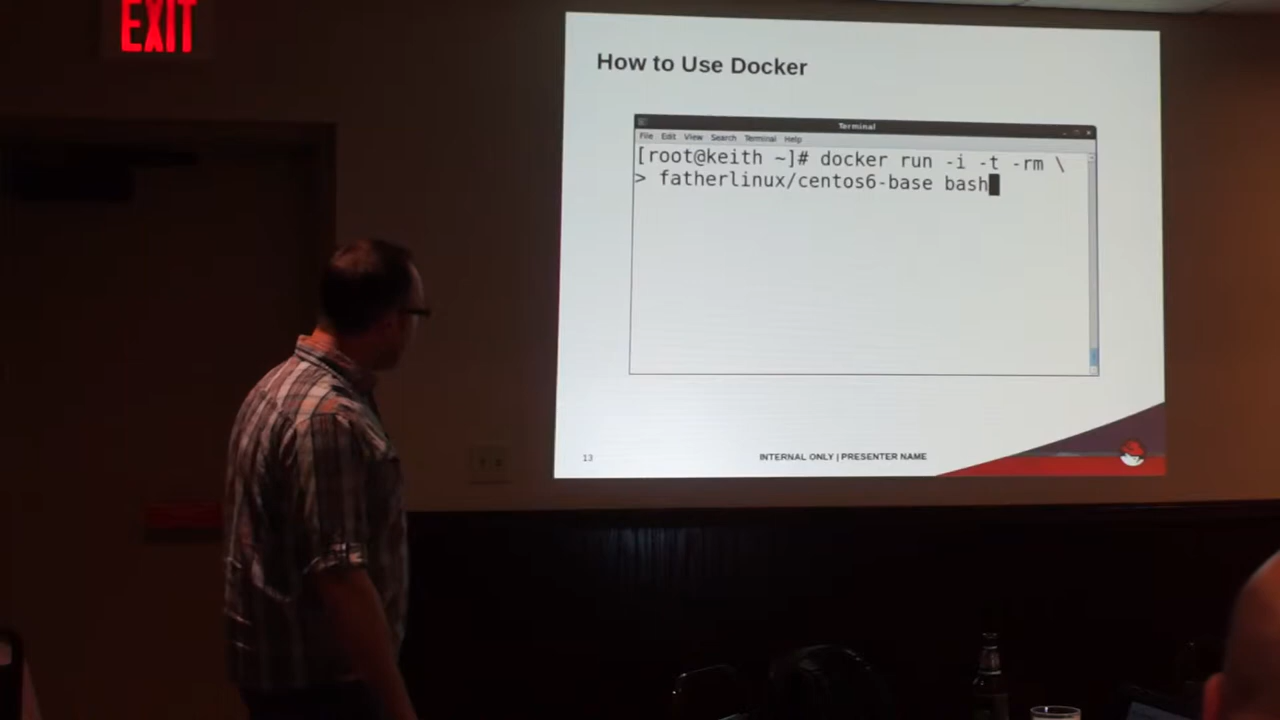 EXIT
How to Use Docker
Terminal
File Edit View Search Terminal Help
[root@keith ~]# docker run -i -t -rm \
> fatherlinux/centos6-base bash
13
INTERNAL ONLY | PRESENTER NAME